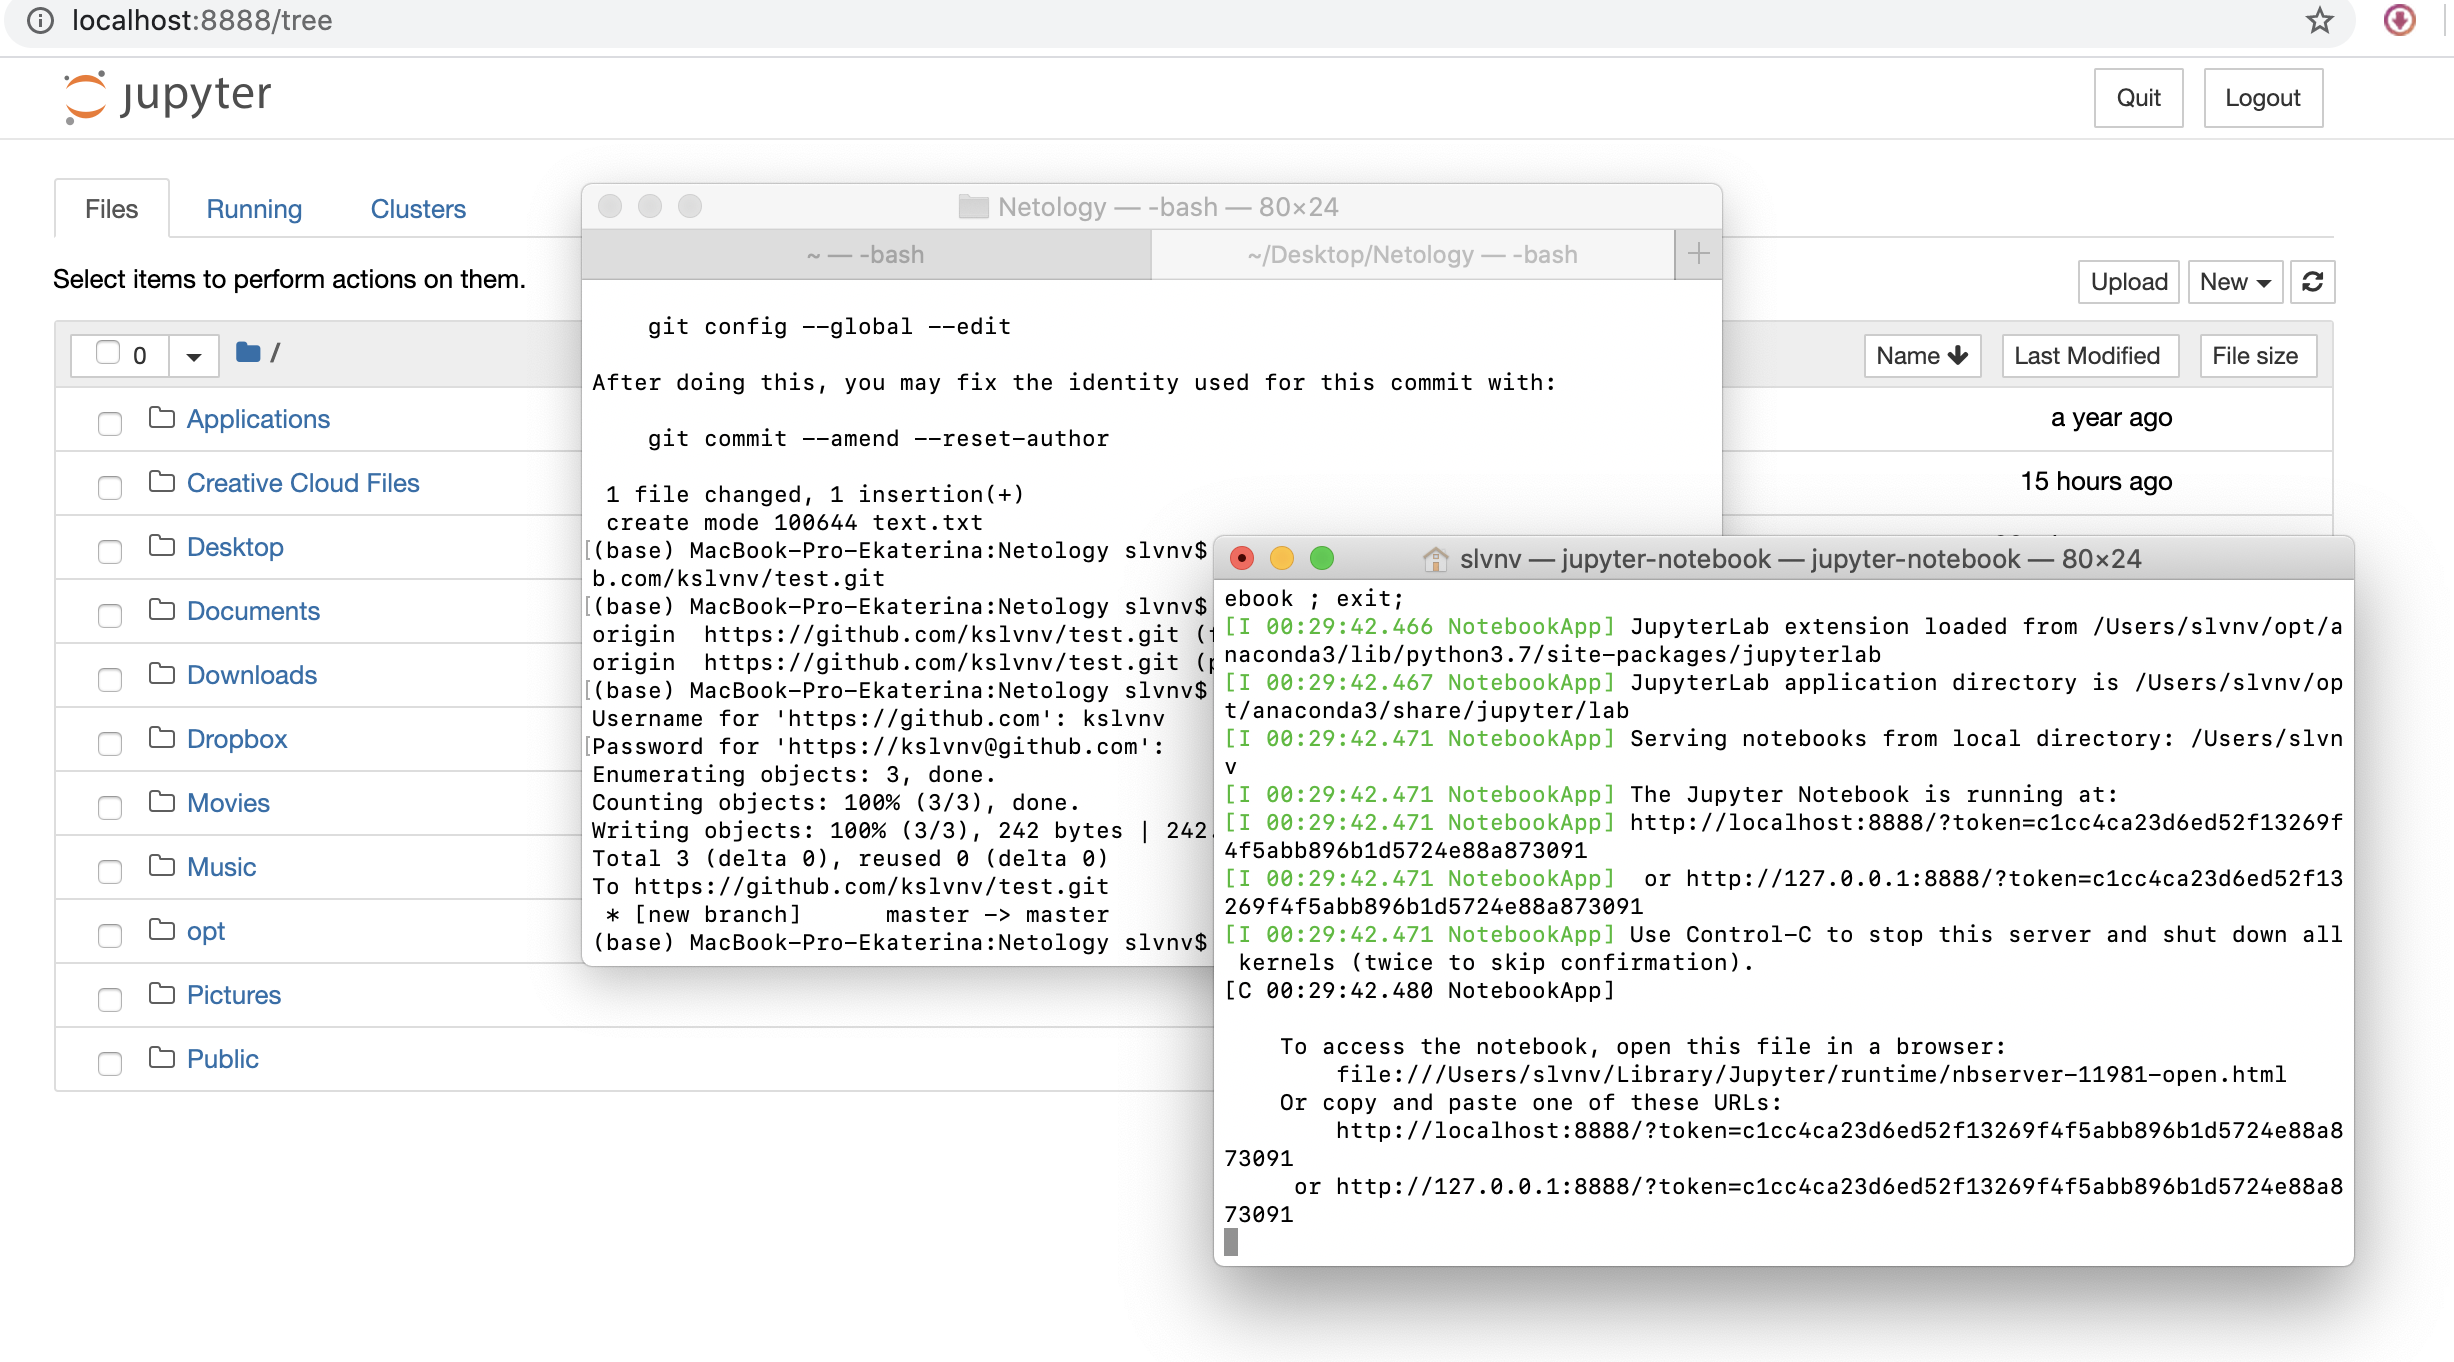 localhost:8888/tree
jupyter
Quit
Logout
Files
Running
Clusters
Select items to perform actions on them.
Upload
New
0
/
Name
Last Modified
File size
Applications
a year ago
Creative Cloud Files
15 hours ago
Desktop
Documents
Downloads
Dropbox
Movies
Music
opt
Pictures
Public
Netology — -bash — 80×24
~ — -bash
~/Desktop/Netology — -bash
+
git config --global --edit
After doing this, you may fix the identity used for this commit with:
git commit --amend --reset-author
1 file changed, 1 insertion(+)
create mode 100644 text.txt
[(base) MacBook-Pro-Ekaterina:Netology slvnv$
b.com/kslvnv/test.git
[(base) MacBook-Pro-Ekaterina:Netology slvnv$
origin  https://github.com/kslvnv/test.git (
origin  https://github.com/kslvnv/test.git (
[(base) MacBook-Pro-Ekaterina:Netology slvnv$
Username for 'https://github.com': kslvnv
[Password for 'https://kslvnv@github.com':
Enumerating objects: 3, done.
Counting objects: 100% (3/3), done.
Writing objects: 100% (3/3), 242 bytes | 242.
Total 3 (delta 0), reused 0 (delta 0)
To https://github.com/kslvnv/test.git
* [new branch]      master -> master
(base) MacBook-Pro-Ekaterina:Netology slvnv$
slvnv — jupyter-notebook — jupyter-notebook — 80×24
ebook ; exit;
[I 00:29:42.466 NotebookApp] JupyterLab extension loaded from /Users/slvnv/opt/a
naconda3/lib/python3.7/site-packages/jupyterlab
[I 00:29:42.467 NotebookApp] JupyterLab application directory is /Users/slvnv/op
t/anaconda3/share/jupyter/lab
[I 00:29:42.471 NotebookApp] Serving notebooks from local directory: /Users/slvn
v
[I 00:29:42.471 NotebookApp] The Jupyter Notebook is running at:
[I 00:29:42.471 NotebookApp] http://localhost:8888/?token=c1cc4ca23d6ed52f13269f
4f5abb896b1d5724e88a873091
[I 00:29:42.471 NotebookApp]  or http://127.0.0.1:8888/?token=c1cc4ca23d6ed52f13
269f4f5abb896b1d5724e88a873091
[I 00:29:42.471 NotebookApp] Use Control-C to stop this server and shut down all
kernels (twice to skip confirmation).
[C 00:29:42.480 NotebookApp]
To access the notebook, open this file in a browser:
file:///Users/slvnv/Library/Jupyter/runtime/nbserver-11981-open.html
Or copy and paste one of these URLs:
http://localhost:8888/?token=c1cc4ca23d6ed52f13269f4f5abb896b1d5724e88a8
73091
or http://127.0.0.1:8888/?token=c1cc4ca23d6ed52f13269f4f5abb896b1d5724e88a8
73091